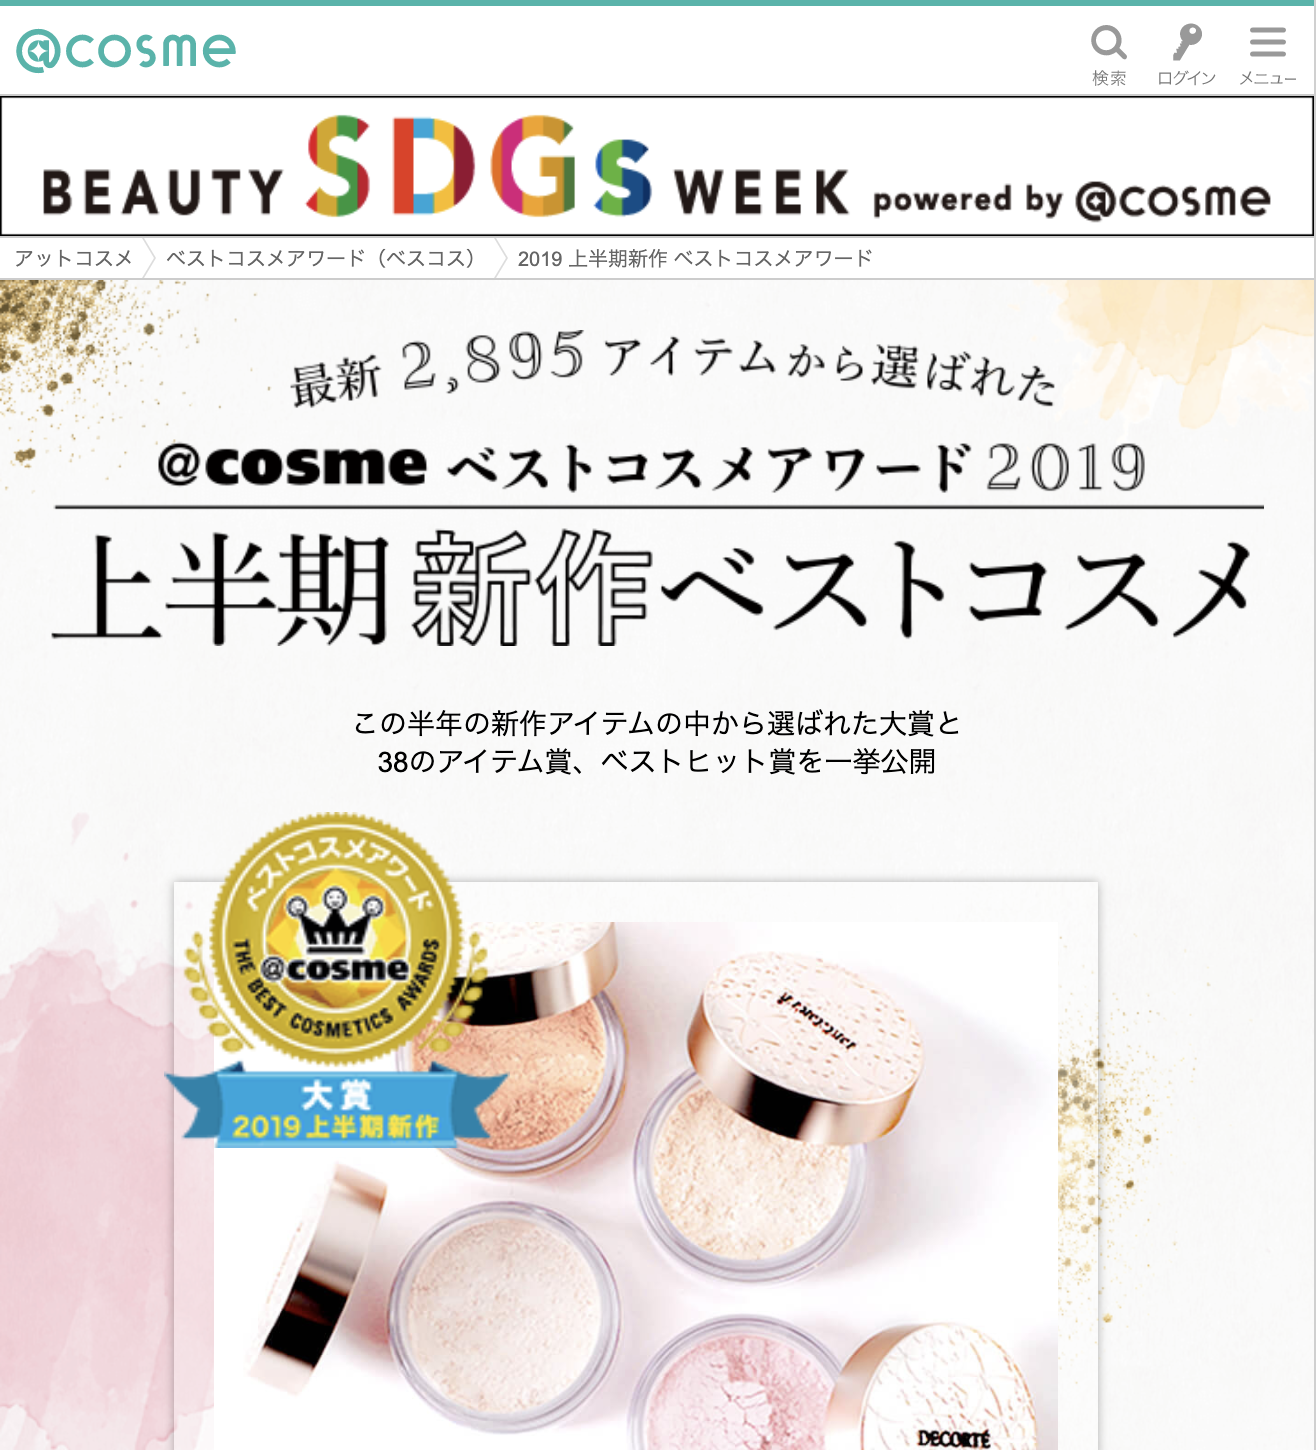 @cosme
検索
ログイン
メニュー
BEAUTY SDGs WEEK powered by @cosme
アットコスメ
ベストコスメアワード（ベスコス）
2019 上半期新作 ベストコスメアワード
最新 2,895 アイテムから選ばれた
@cosme ベストコスメアワード 2019
上半期 新作 ベストコスメ
この半年の新作アイテムの中から選ばれた大賞と
38のアイテム賞、ベストヒット賞を一挙公開
ベストコスメアワード
@cosme
THE BEST COSMETICS AWARDS
大賞
2019上半期新作
DECORTÉ